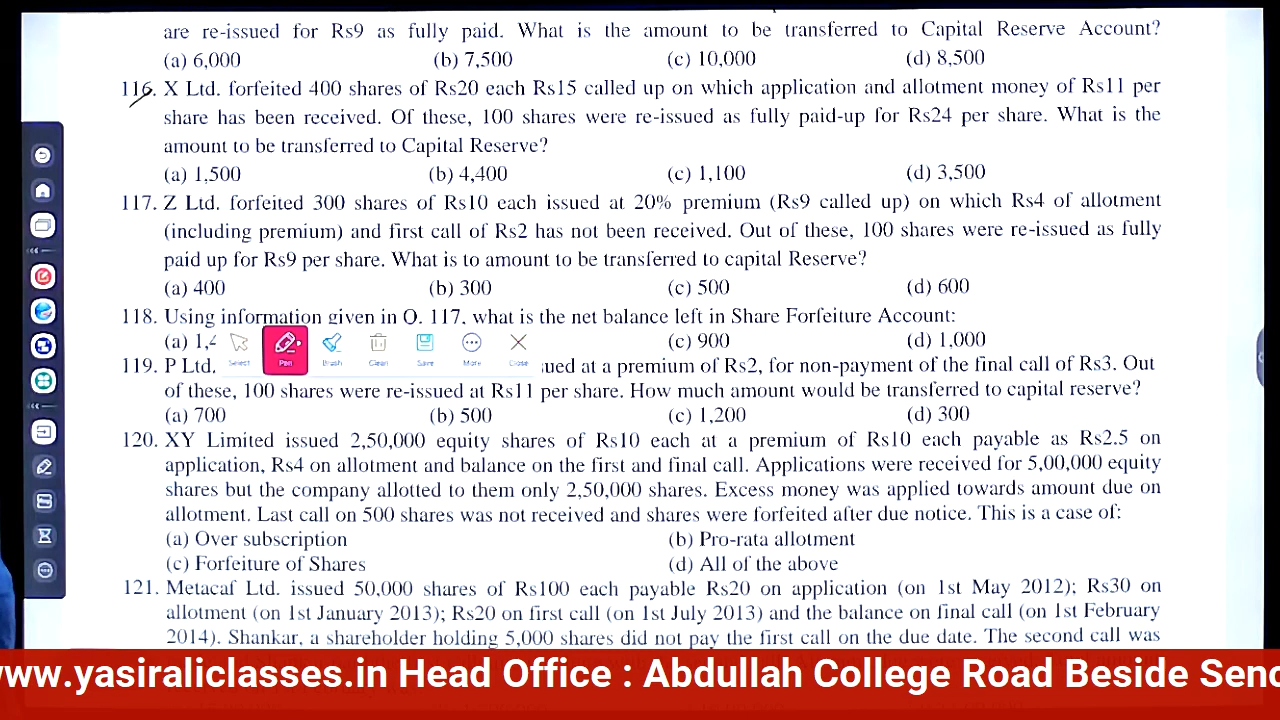 are re-issued for Rs9 as fully paid. What is the amount to be transferred to Capital Reserve Account?
(a) 6,000 (b) 7,500 (c) 10,000 (d) 8,500
116. X Ltd. forfeited 400 shares of Rs20 each Rs15 called up on which application and allotment money of Rs11 per
share has been received. Of these, 100 shares were re-issued as fully paid-up for Rs24 per share. What is the
amount to be transferred to Capital Reserve?
(a) 1,500 (b) 4,400 (c) 1,100 (d) 3,500
117. Z Ltd. forfeited 300 shares of Rs10 each issued at 20% premium (Rs9 called up) on which Rs4 of allotment
(including premium) and first call of Rs2 has not been received. Out of these, 100 shares were re-issued as fully
paid up for Rs9 per share. What is to amount to be transferred to capital Reserve?
(a) 400 (b) 300 (c) 500 (d) 600
118. Using information given in Q. 117, what is the net balance left in Share Forfeiture Account:
(a) 1,4 (c) 900 (d) 1,000
Select Pen Brush Clean Save More Close
119. P Ltd. sued at a premium of Rs2, for non-payment of the final call of Rs3. Out
of these, 100 shares were re-issued at Rs11 per share. How much amount would be transferred to capital reserve?
(a) 700 (b) 500 (c) 1,200 (d) 300
120. XY Limited issued 2,50,000 equity shares of Rs10 each at a premium of Rs10 each payable as Rs2.5 on
application, Rs4 on allotment and balance on the first and final call. Applications were received for 5,00,000 equity
shares but the company allotted to them only 2,50,000 shares. Excess money was applied towards amount due on
allotment. Last call on 500 shares was not received and shares were forfeited after due notice. This is a case of:
(a) Over subscription (b) Pro-rata allotment
(c) Forfeiture of Shares (d) All of the above
121. Metacaf Ltd. issued 50,000 shares of Rs100 each payable Rs20 on application (on 1st May 2012); Rs30 on
allotment (on 1st January 2013); Rs20 on first call (on 1st July 2013) and the balance on final call (on 1st February
2014). Shankar, a shareholder holding 5,000 shares did not pay the first call on the due date. The second call was
www.yasiraliclasses.in Head Office : Abdullah College Road Beside Senc